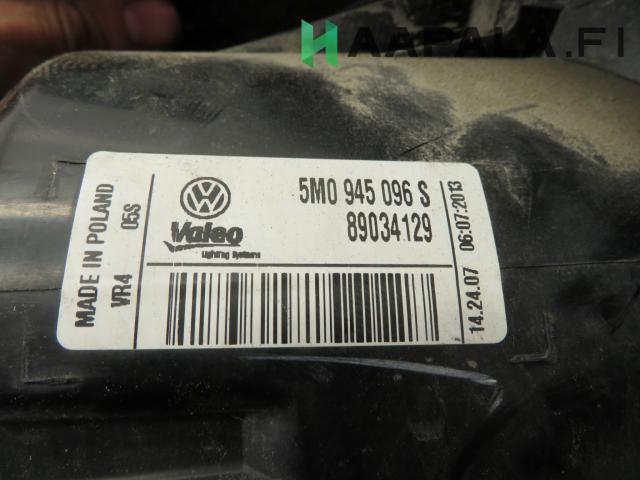 HAAPALA.FI
MADE IN POLAND
VR4 05S
VW
Valeo
Lighting Systems
5M0 945 096 S
89034129
14.24.07 06:07:2013